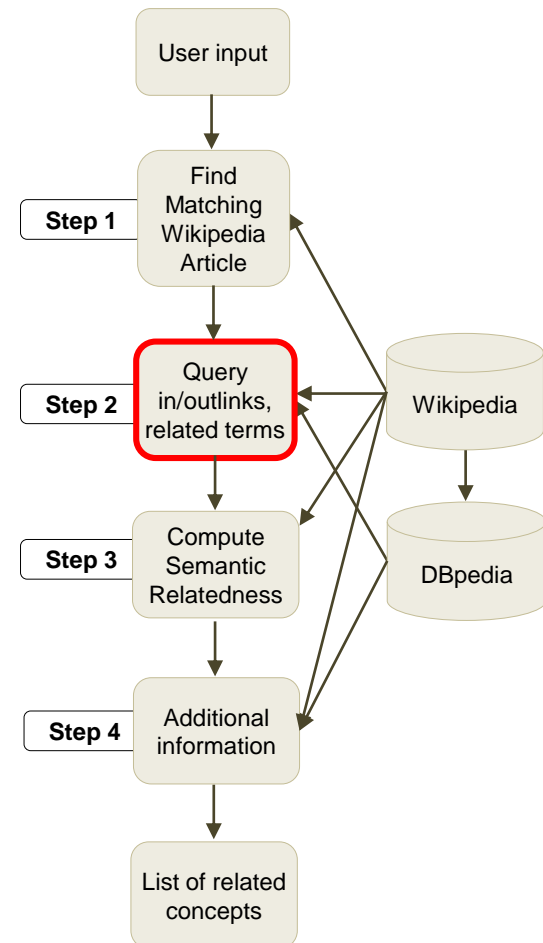 User input
Find
Matching
Wikipedia
Article
Step 1
Query
in/outlinks,
related terms
Step 2
Wikipedia
Compute
Semantic
Relatedness
Step 3
DBpedia
Additional
information
Step 4
List of related
concepts